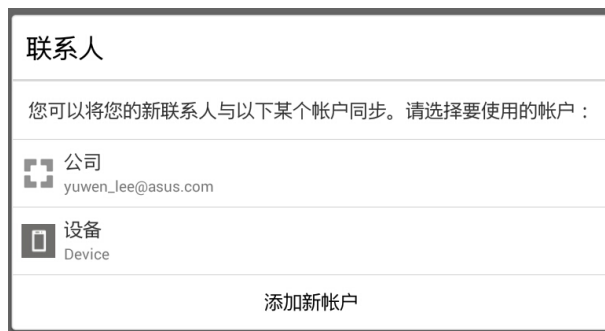 联系人
您可以将您的新联系人与以下某个帐户同步。请选择要使用的帐户：
公司
yuwen_lee@asus.com
设备
Device
添加新帐户